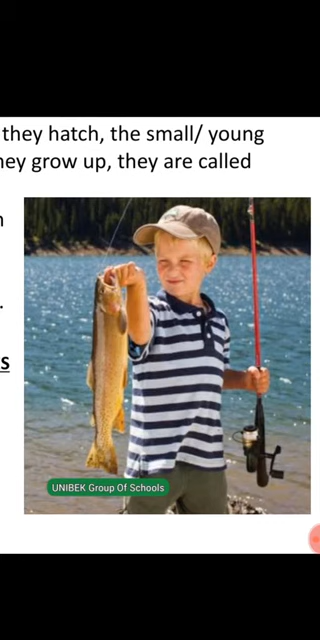 they hatch, the small/ young
hey grow up, they are called
s
UNIBEK Group Of Schools